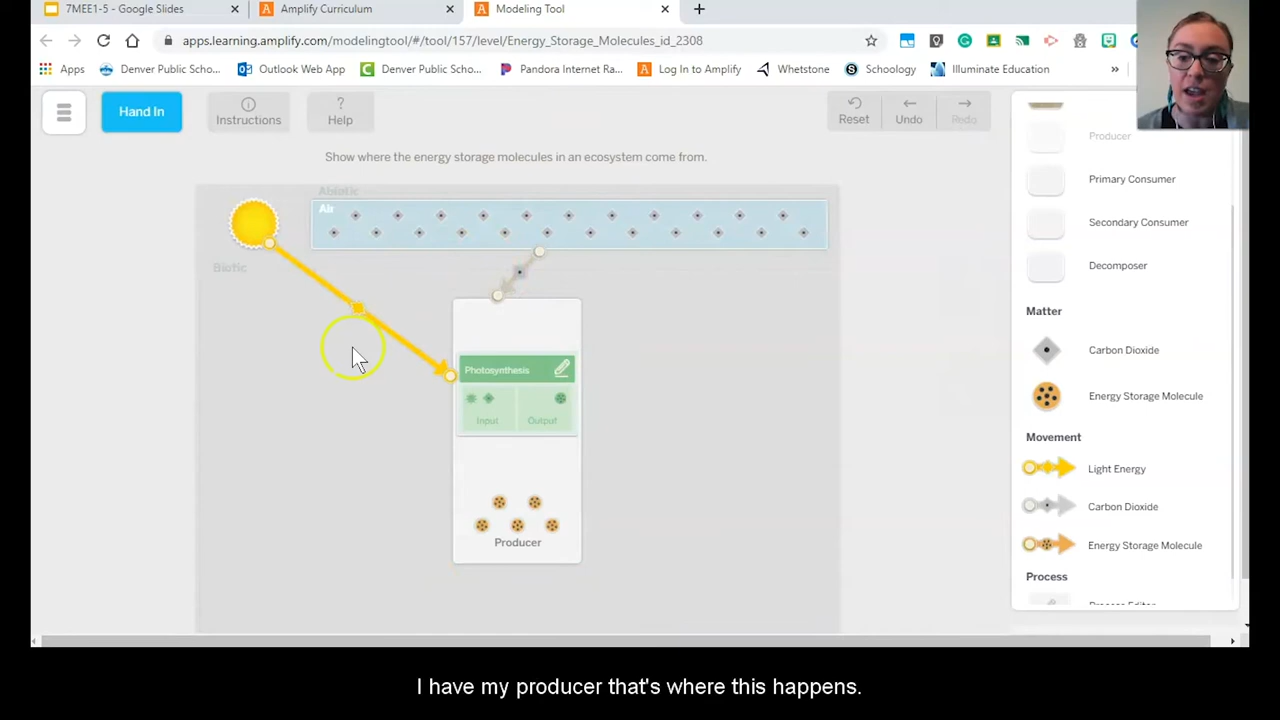 7MEE1-5 - Google Slides
Amplify Curriculum
Modeling Tool
apps.learning.amplify.com/modelingtool/#/tool/157/level/Energy_Storage_Molecules_id_2308
Apps
Denver Public Scho...
Outlook Web App
Denver Public Scho...
Pandora Internet Ra...
Log In to Amplify
Whetstone
Schoology
Illuminate Education
»
Hand In
Instructions
Help
Reset
Undo
Redo
Show where the energy storage molecules in an ecosystem come from.
Abiotic
Air
Biotic
Photosynthesis
Input
Output
Producer
Producer
Primary Consumer
Secondary Consumer
Decomposer
Matter
Carbon Dioxide
Energy Storage Molecule
Movement
Light Energy
Carbon Dioxide
Energy Storage Molecule
Process
Process Editor
I have my producer that's where this happens.